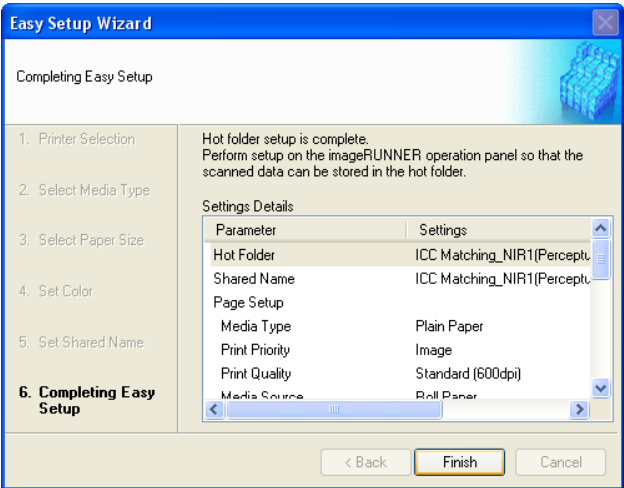 Easy Setup Wizard
Completing Easy Setup
1. Printer Selection
2. Select Media Type
3. Select Paper Size
4. Set Color
5. Set Shared Name
6. Completing Easy
Setup
Hot folder setup is complete.
Perform setup on the imageRUNNER operation panel so that the
scanned data can be stored in the hot folder.
Settings Details
Parameter Settings
Hot Folder ICC Matching_NIR1(Perceptu
Shared Name ICC Matching_NIR1(Perceptu
Page Setup
Media Type Plain Paper
Print Priority Image
Print Quality Standard (600dpi)
Media Source Roll Paper
< Back Finish Cancel